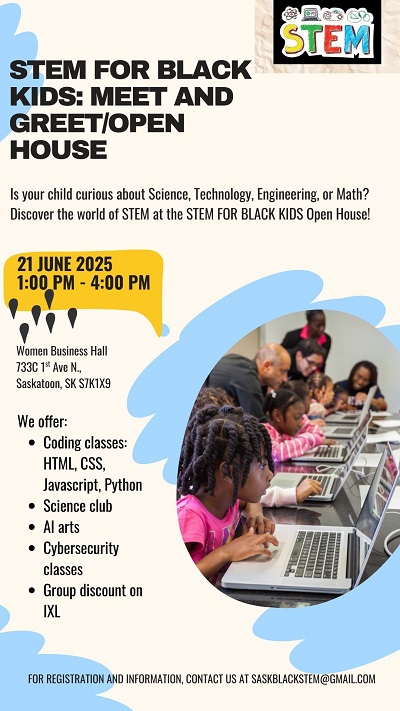 STEM
STEM FOR BLACK
KIDS: MEET AND
GREET/OPEN
HOUSE
Is your child curious about Science, Technology, Engineering, or Math?
Discover the world of STEM at the STEM FOR BLACK KIDS Open House!
21 JUNE 2025
1:00 PM - 4:00 PM
Women Business Hall
733C 1st Ave N.,
Saskatoon, SK S7K1X9
We offer:
• Coding classes:
HTML, CSS,
Javascript, Python
• Science club
• AI arts
• Cybersecurity
classes
• Group discount on
IXL
FOR REGISTRATION AND INFORMATION, CONTACT US AT SASKBLACKSTEM@GMAIL.COM